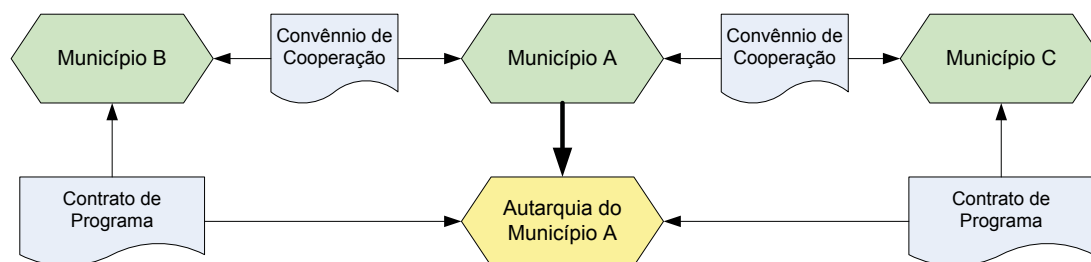 Município B
Convênnio de
Cooperação
Município A
Convênnio de
Cooperação
Município C
Contrato de
Programa
Autarquia do
Município A
Contrato de
Programa